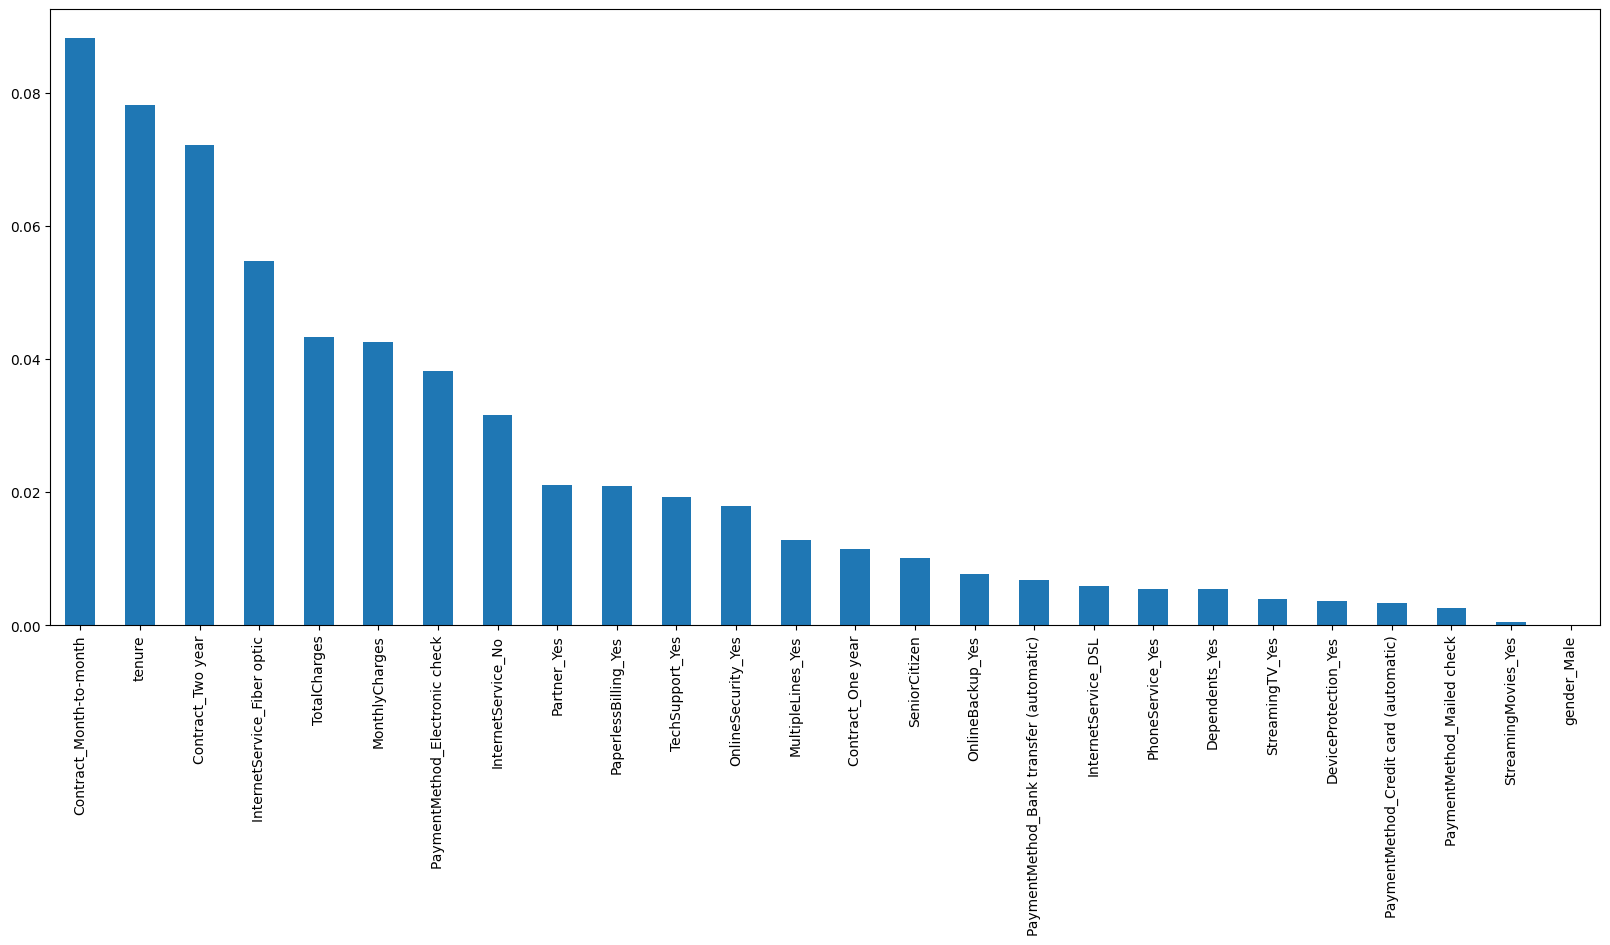 0.08
0.06
0.04
0.02
0.00
Contract_Month-to-month
tenure
Contract_Two year
InternetService_Fiber optic
TotalCharges
MonthlyCharges
PaymentMethod_Electronic check
InternetService_No
Partner_Yes
PaperlessBilling_Yes
TechSupport_Yes
OnlineSecurity_Yes
MultipleLines_Yes
Contract_One year
SeniorCitizen
OnlineBackup_Yes
PaymentMethod_Bank transfer (automatic)
InternetService_DSL
PhoneService_Yes
Dependents_Yes
StreamingTV_Yes
DeviceProtection_Yes
PaymentMethod_Credit card (automatic)
PaymentMethod_Mailed check
StreamingMovies_Yes
gender_Male